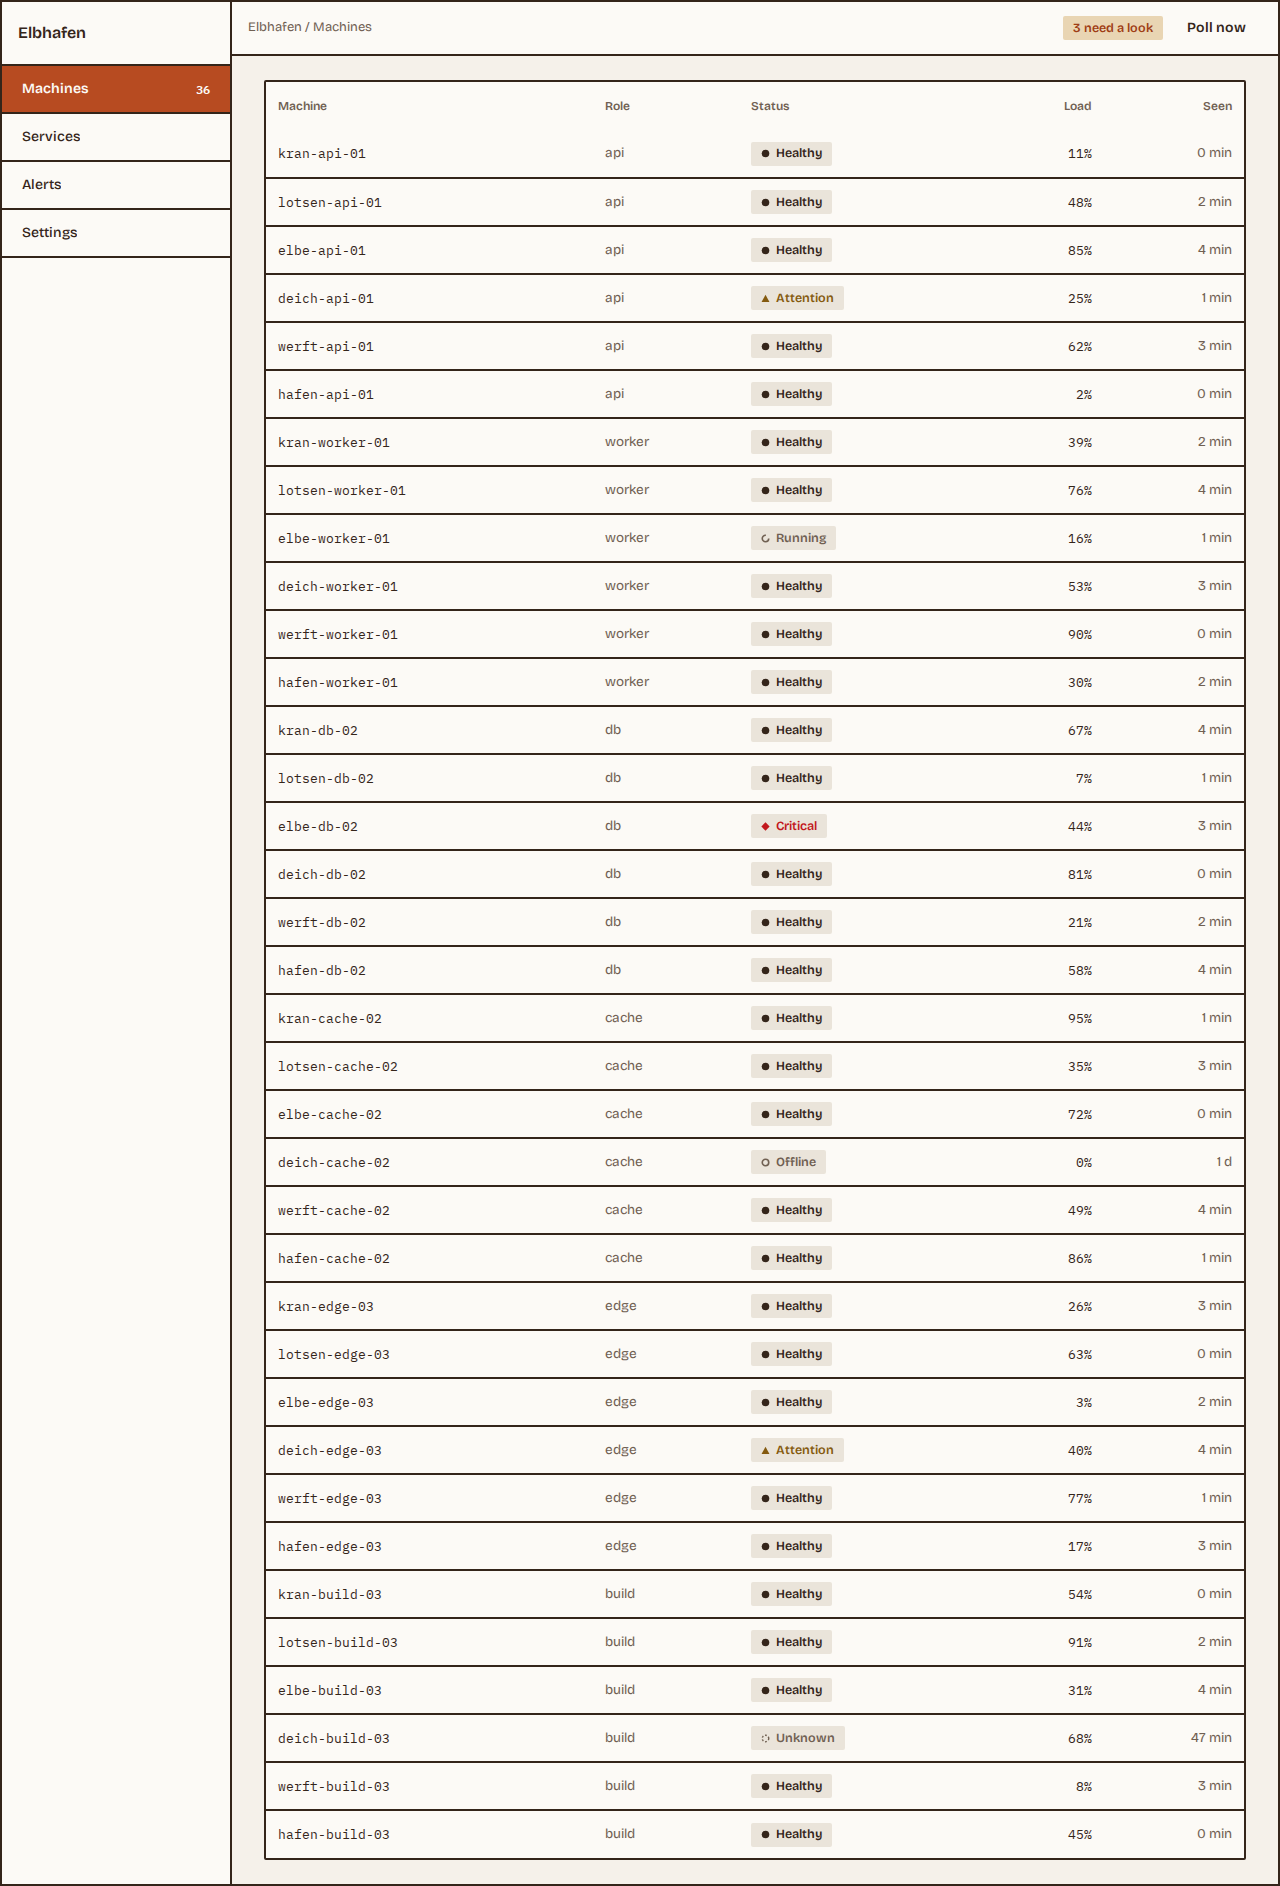 Elbhafen
Machines 36
Services
Alerts
Settings
Elbhafen / Machines
3 need a look
Poll now
Machine Role Status Load Seen
kran-api-01 api Healthy 11% 0 min
lotsen-api-01 api Healthy 48% 2 min
elbe-api-01 api Healthy 85% 4 min
deich-api-01 api Attention 25% 1 min
werft-api-01 api Healthy 62% 3 min
hafen-api-01 api Healthy 2% 0 min
kran-worker-01 worker Healthy 39% 2 min
lotsen-worker-01 worker Healthy 76% 4 min
elbe-worker-01 worker Running 16% 1 min
deich-worker-01 worker Healthy 53% 3 min
werft-worker-01 worker Healthy 90% 0 min
hafen-worker-01 worker Healthy 30% 2 min
kran-db-02 db Healthy 67% 4 min
lotsen-db-02 db Healthy 7% 1 min
elbe-db-02 db Critical 44% 3 min
deich-db-02 db Healthy 81% 0 min
werft-db-02 db Healthy 21% 2 min
hafen-db-02 db Healthy 58% 4 min
kran-cache-02 cache Healthy 95% 1 min
lotsen-cache-02 cache Healthy 35% 3 min
elbe-cache-02 cache Healthy 72% 0 min
deich-cache-02 cache Offline 0% 1 d
werft-cache-02 cache Healthy 49% 4 min
hafen-cache-02 cache Healthy 86% 1 min
kran-edge-03 edge Healthy 26% 3 min
lotsen-edge-03 edge Healthy 63% 0 min
elbe-edge-03 edge Healthy 3% 2 min
deich-edge-03 edge Attention 40% 4 min
werft-edge-03 edge Healthy 77% 1 min
hafen-edge-03 edge Healthy 17% 3 min
kran-build-03 build Healthy 54% 0 min
lotsen-build-03 build Healthy 91% 2 min
elbe-build-03 build Healthy 31% 4 min
deich-build-03 build Unknown 68% 47 min
werft-build-03 build Healthy 8% 3 min
hafen-build-03 build Healthy 45% 0 min